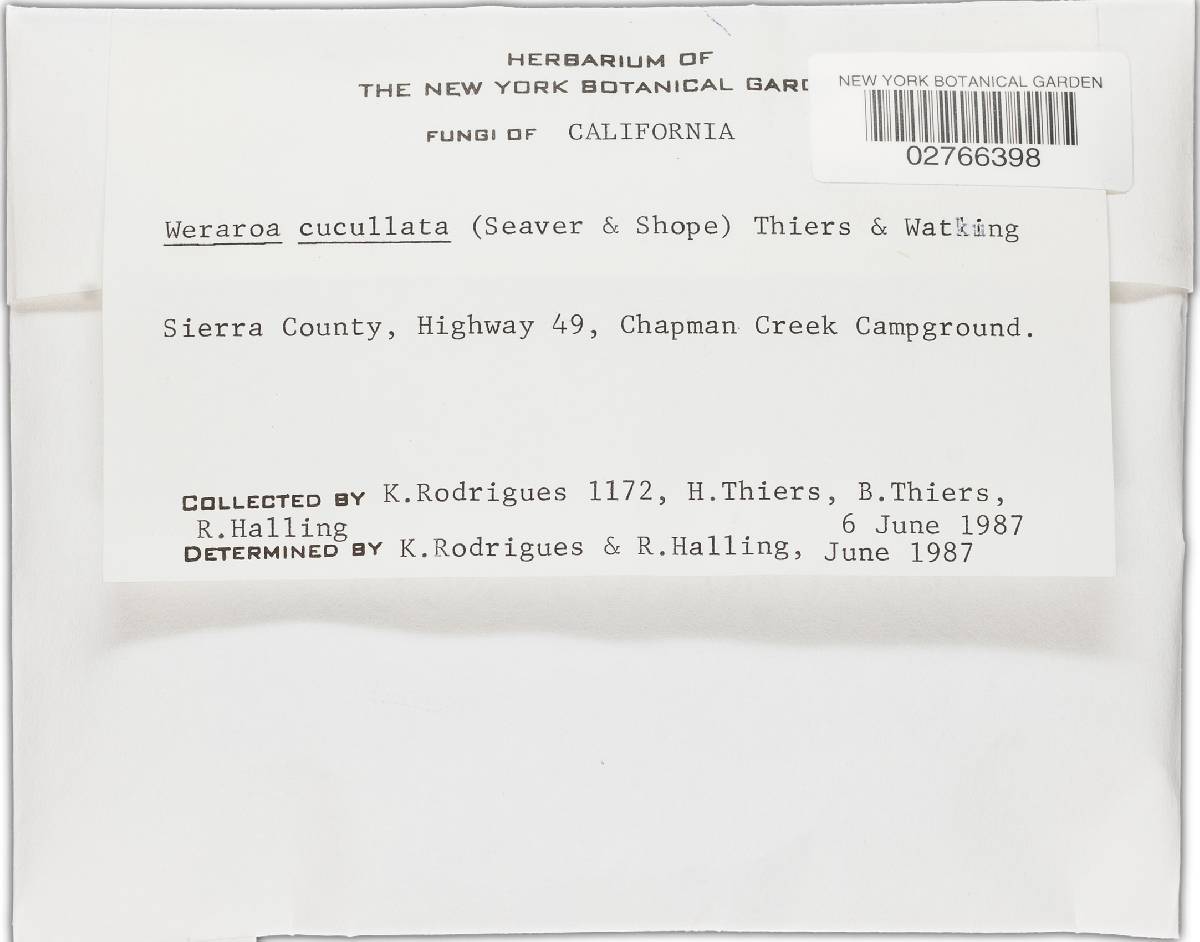 HERBARIUM OF
THE NEW YORK BOTANICAL GARD
NEW YORK BOTANICAL GARDEN
02766398
FUNGI OF CALIFORNIA
Weraroa cucullata (Seaver & Shope) Thiers & Watking
Sierra County, Highway 49, Chapman Creek Campground.
COLLECTED BY K.Rodrigues 1172, H.Thiers, B.Thiers,
R.Halling 6 June 1987
DETERMINED BY K.Rodrigues & R.Halling, June 1987